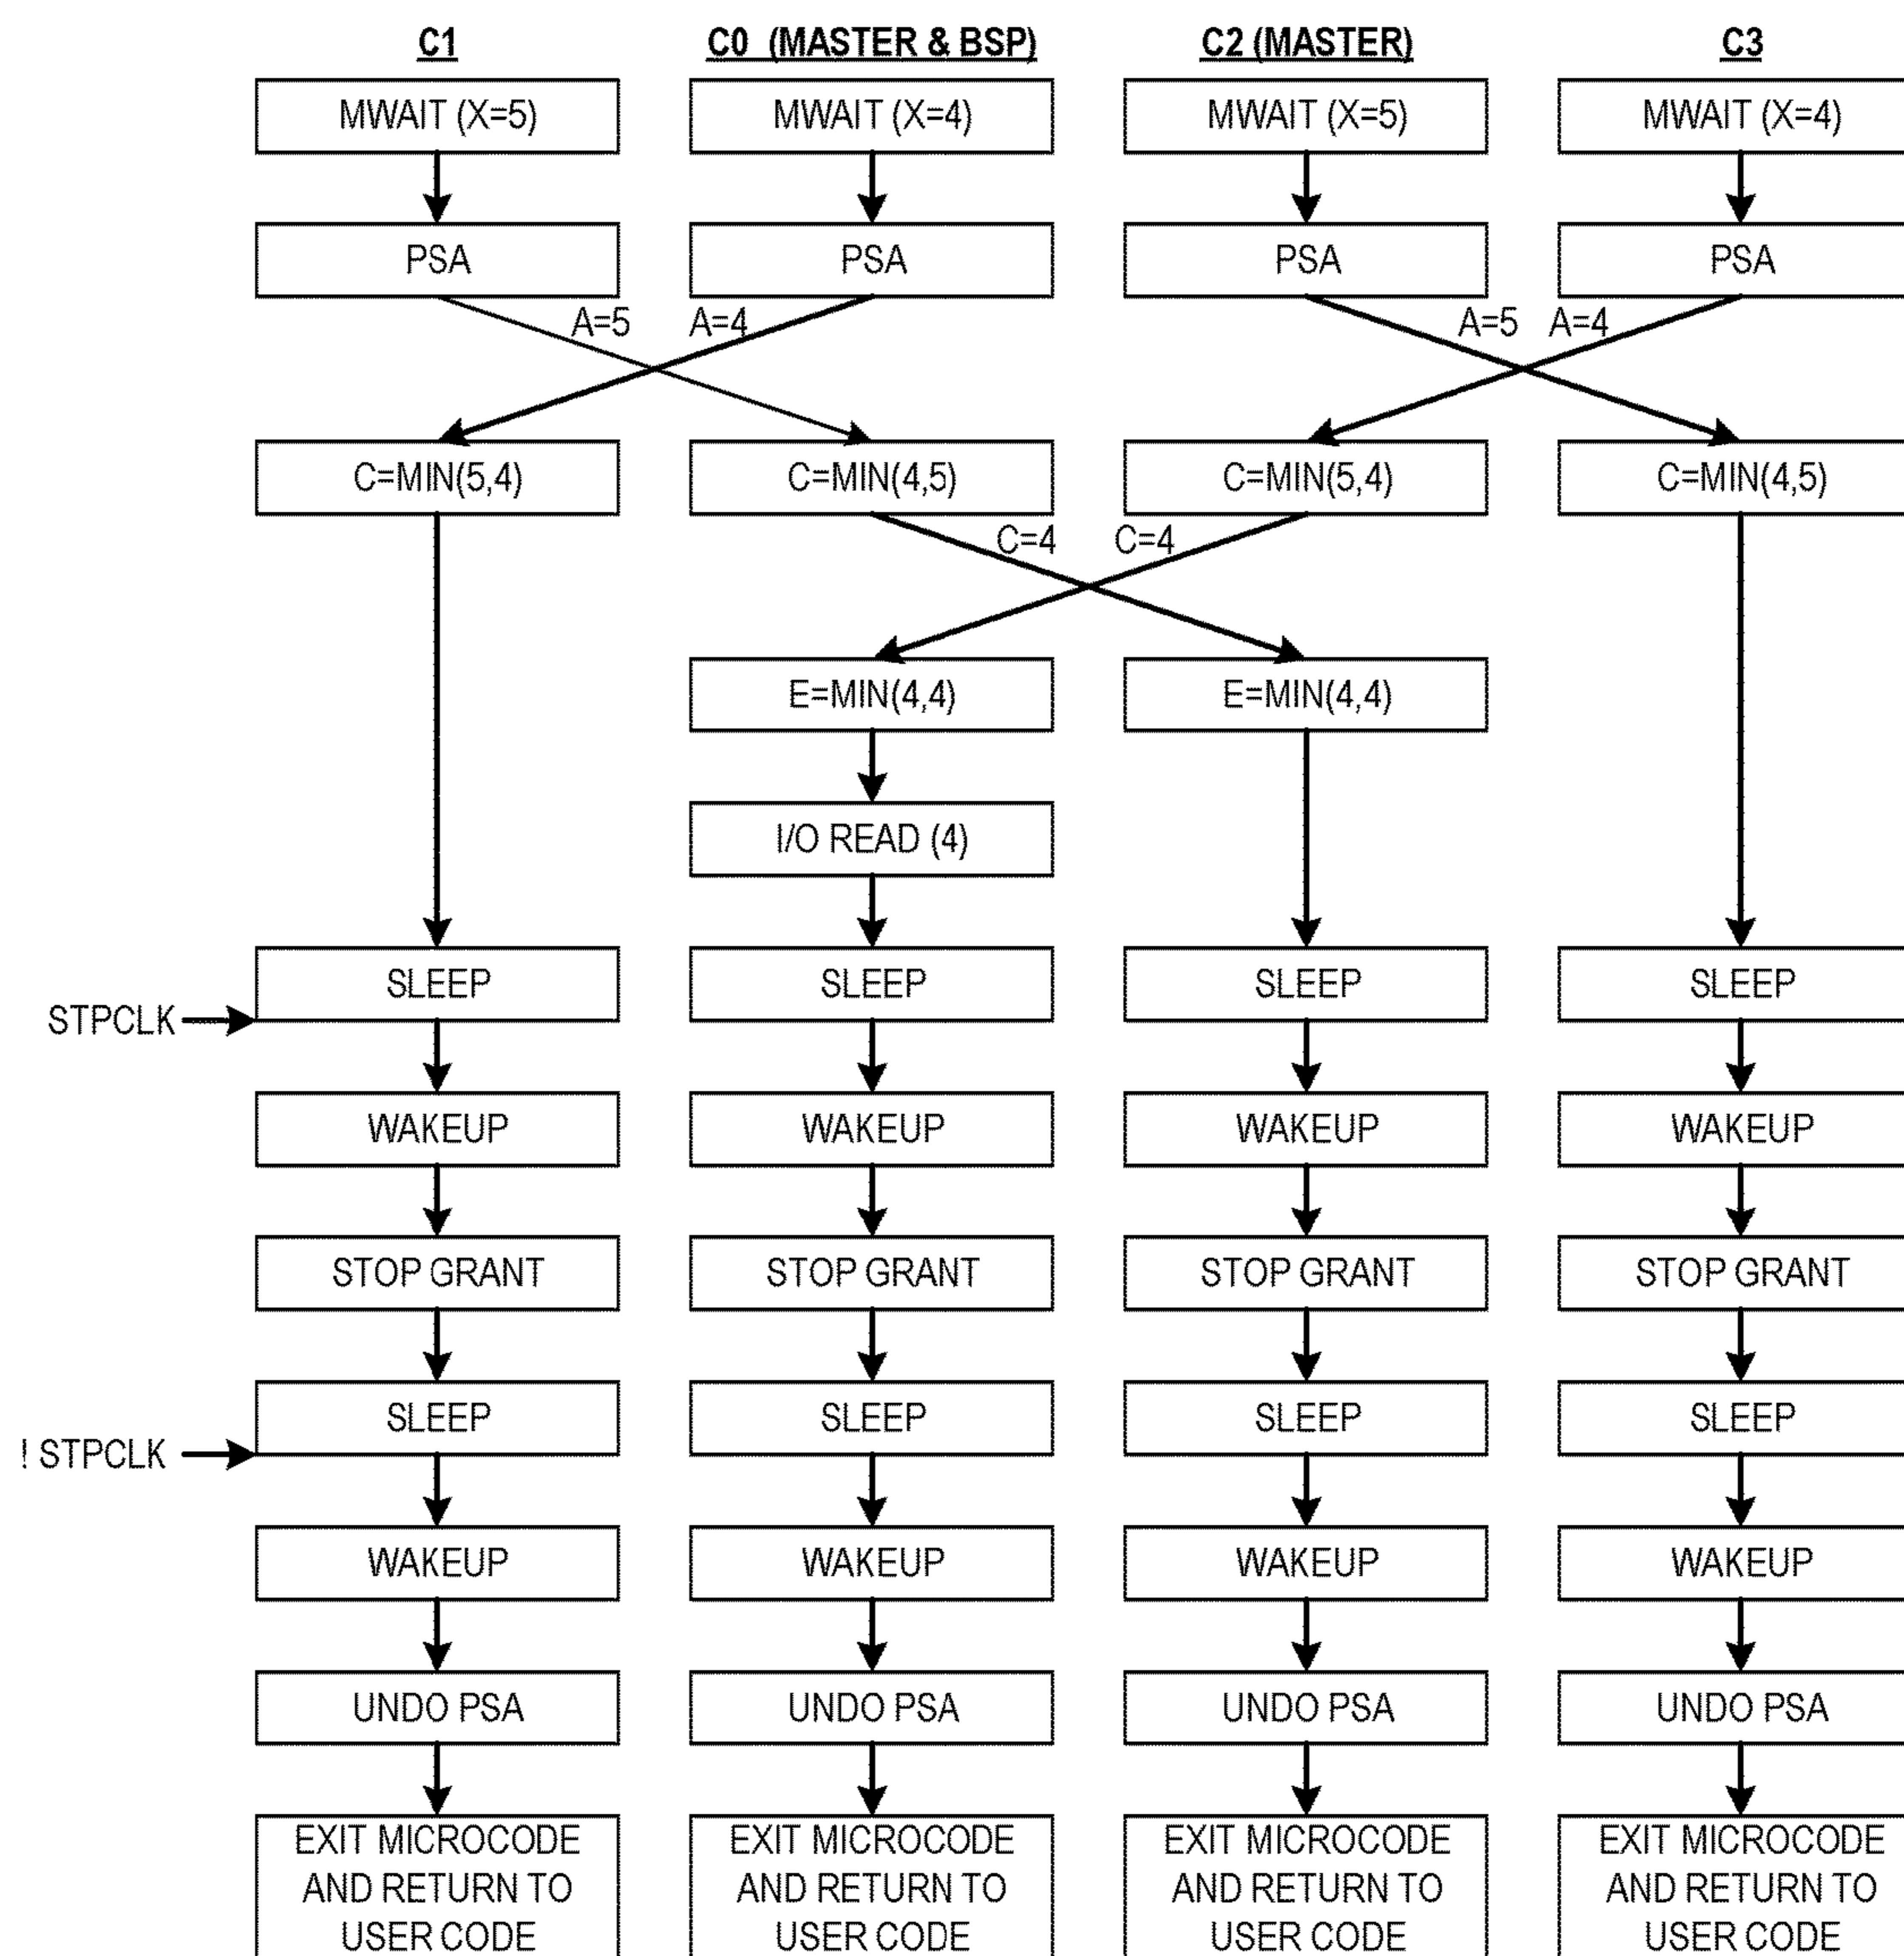 C1
C0 (MASTER & BSP)
C2 (MASTER)
C3
MWAIT (X=5)
MWAIT (X=4)
MWAIT (X=5)
MWAIT (X=4)
PSA
PSA
PSA
PSA
A=5
A=4
A=5
A=4
C=MIN(5,4)
C=MIN(4,5)
C=MIN(5,4)
C=MIN(4,5)
C=4
C=4
E=MIN(4,4)
E=MIN(4,4)
I/O READ (4)
SLEEP
SLEEP
SLEEP
SLEEP
STPCLK
WAKEUP
WAKEUP
WAKEUP
WAKEUP
STOP GRANT
STOP GRANT
STOP GRANT
STOP GRANT
SLEEP
SLEEP
SLEEP
SLEEP
! STPCLK
WAKEUP
WAKEUP
WAKEUP
WAKEUP
UNDO PSA
UNDO PSA
UNDO PSA
UNDO PSA
EXIT MICROCODE
AND RETURN TO
USER CODE
EXIT MICROCODE
AND RETURN TO
USER CODE
EXIT MICROCODE
AND RETURN TO
USER CODE
EXIT MICROCODE
AND RETURN TO
USER CODE